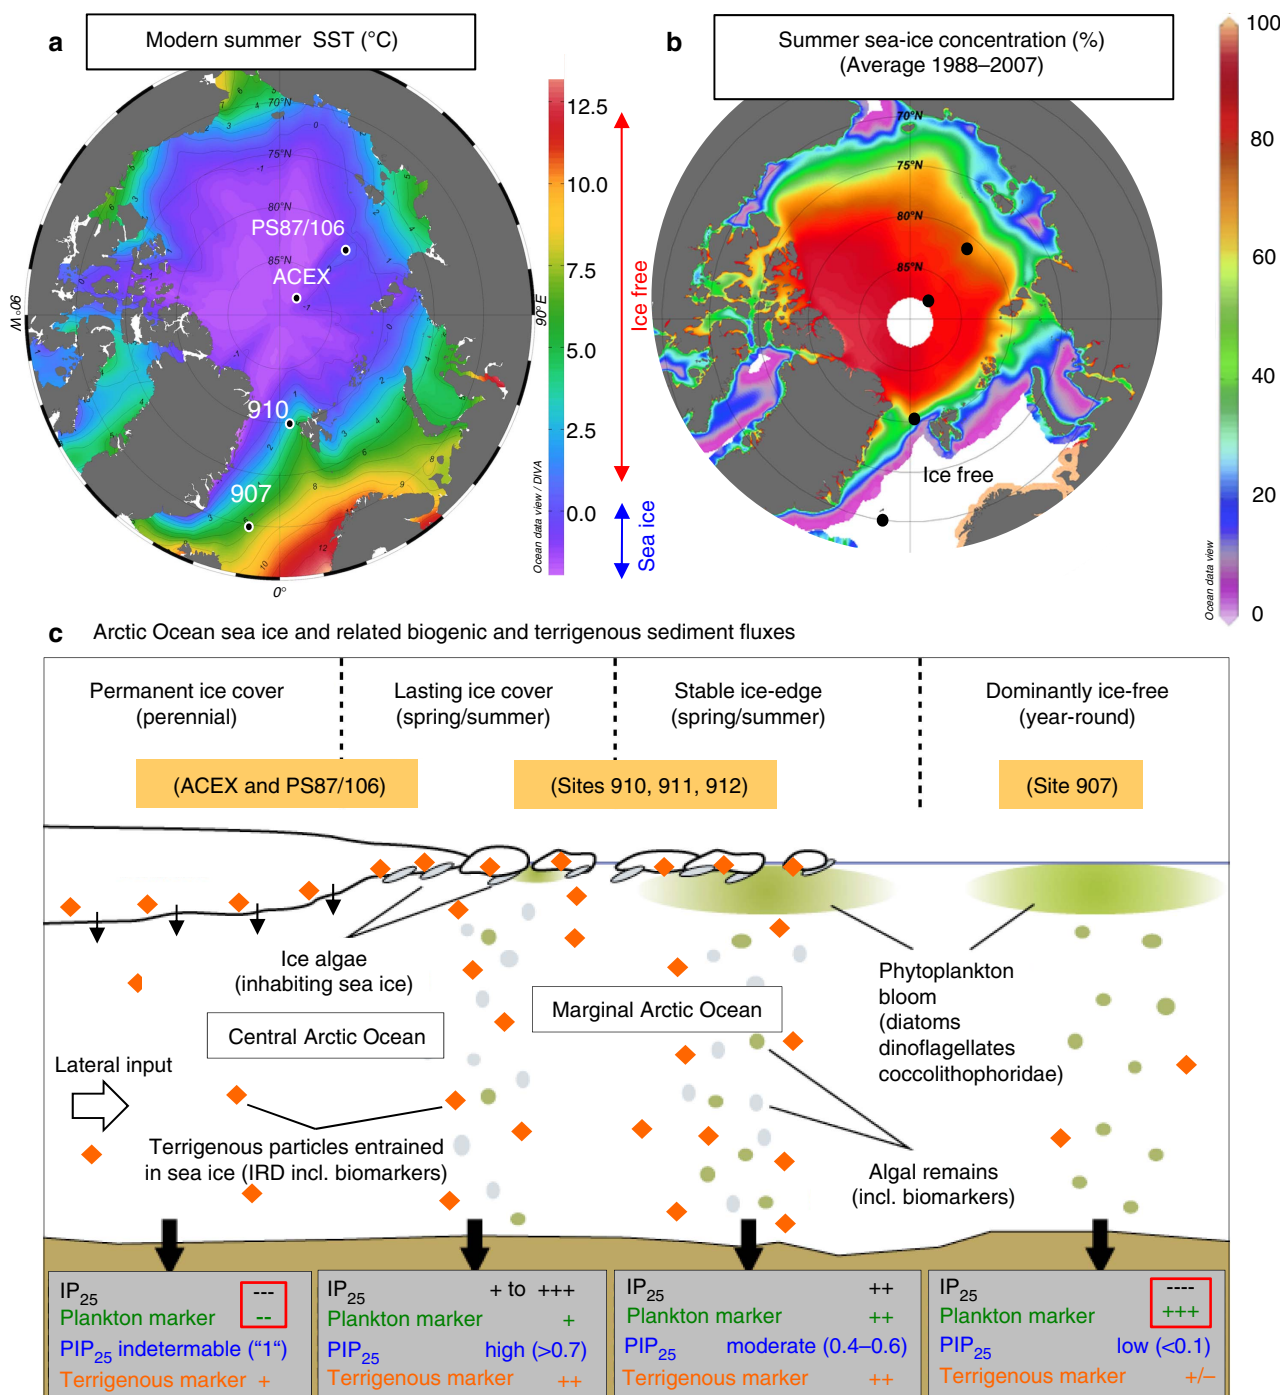 a
Modern summer SST (°C)
70°N
75°N
80°N
85°N
PS87/106
ACEX
910
907
90°W
90°E
0°
12.5
10.0
7.5
5.0
2.5
0.0
Ocean data view / DIVA
Ice free
Sea ice
b
Summer sea-ice concentration (%)
(Average 1988–2007)
70°N
75°N
80°N
85°N
Ice free
100
80
60
40
20
0
Ocean data view
c Arctic Ocean sea ice and related biogenic and terrigenous sediment fluxes
Permanent ice cover
(perennial)
Lasting ice cover
(spring/summer)
Stable ice-edge
(spring/summer)
Dominantly ice-free
(year-round)
(ACEX and PS87/106)
(Sites 910, 911, 912)
(Site 907)
Ice algae
(inhabiting sea ice)
Central Arctic Ocean
Marginal Arctic Ocean
Phytoplankton
bloom
(diatoms
dinoflagellates
coccolithophoridae)
Lateral input
Terrigenous particles entrained
in sea ice (IRD incl. biomarkers)
Algal remains
(incl. biomarkers)
IP25 ---
Plankton marker --
PIP25 indetermable ("1")
Terrigenous marker +
IP25 + to +++
Plankton marker +
PIP25 high (>0.7)
Terrigenous marker ++
IP25 ++
Plankton marker ++
PIP25 moderate (0.4–0.6)
Terrigenous marker ++
IP25 ----
Plankton marker +++
PIP25 low (<0.1)
Terrigenous marker +/–